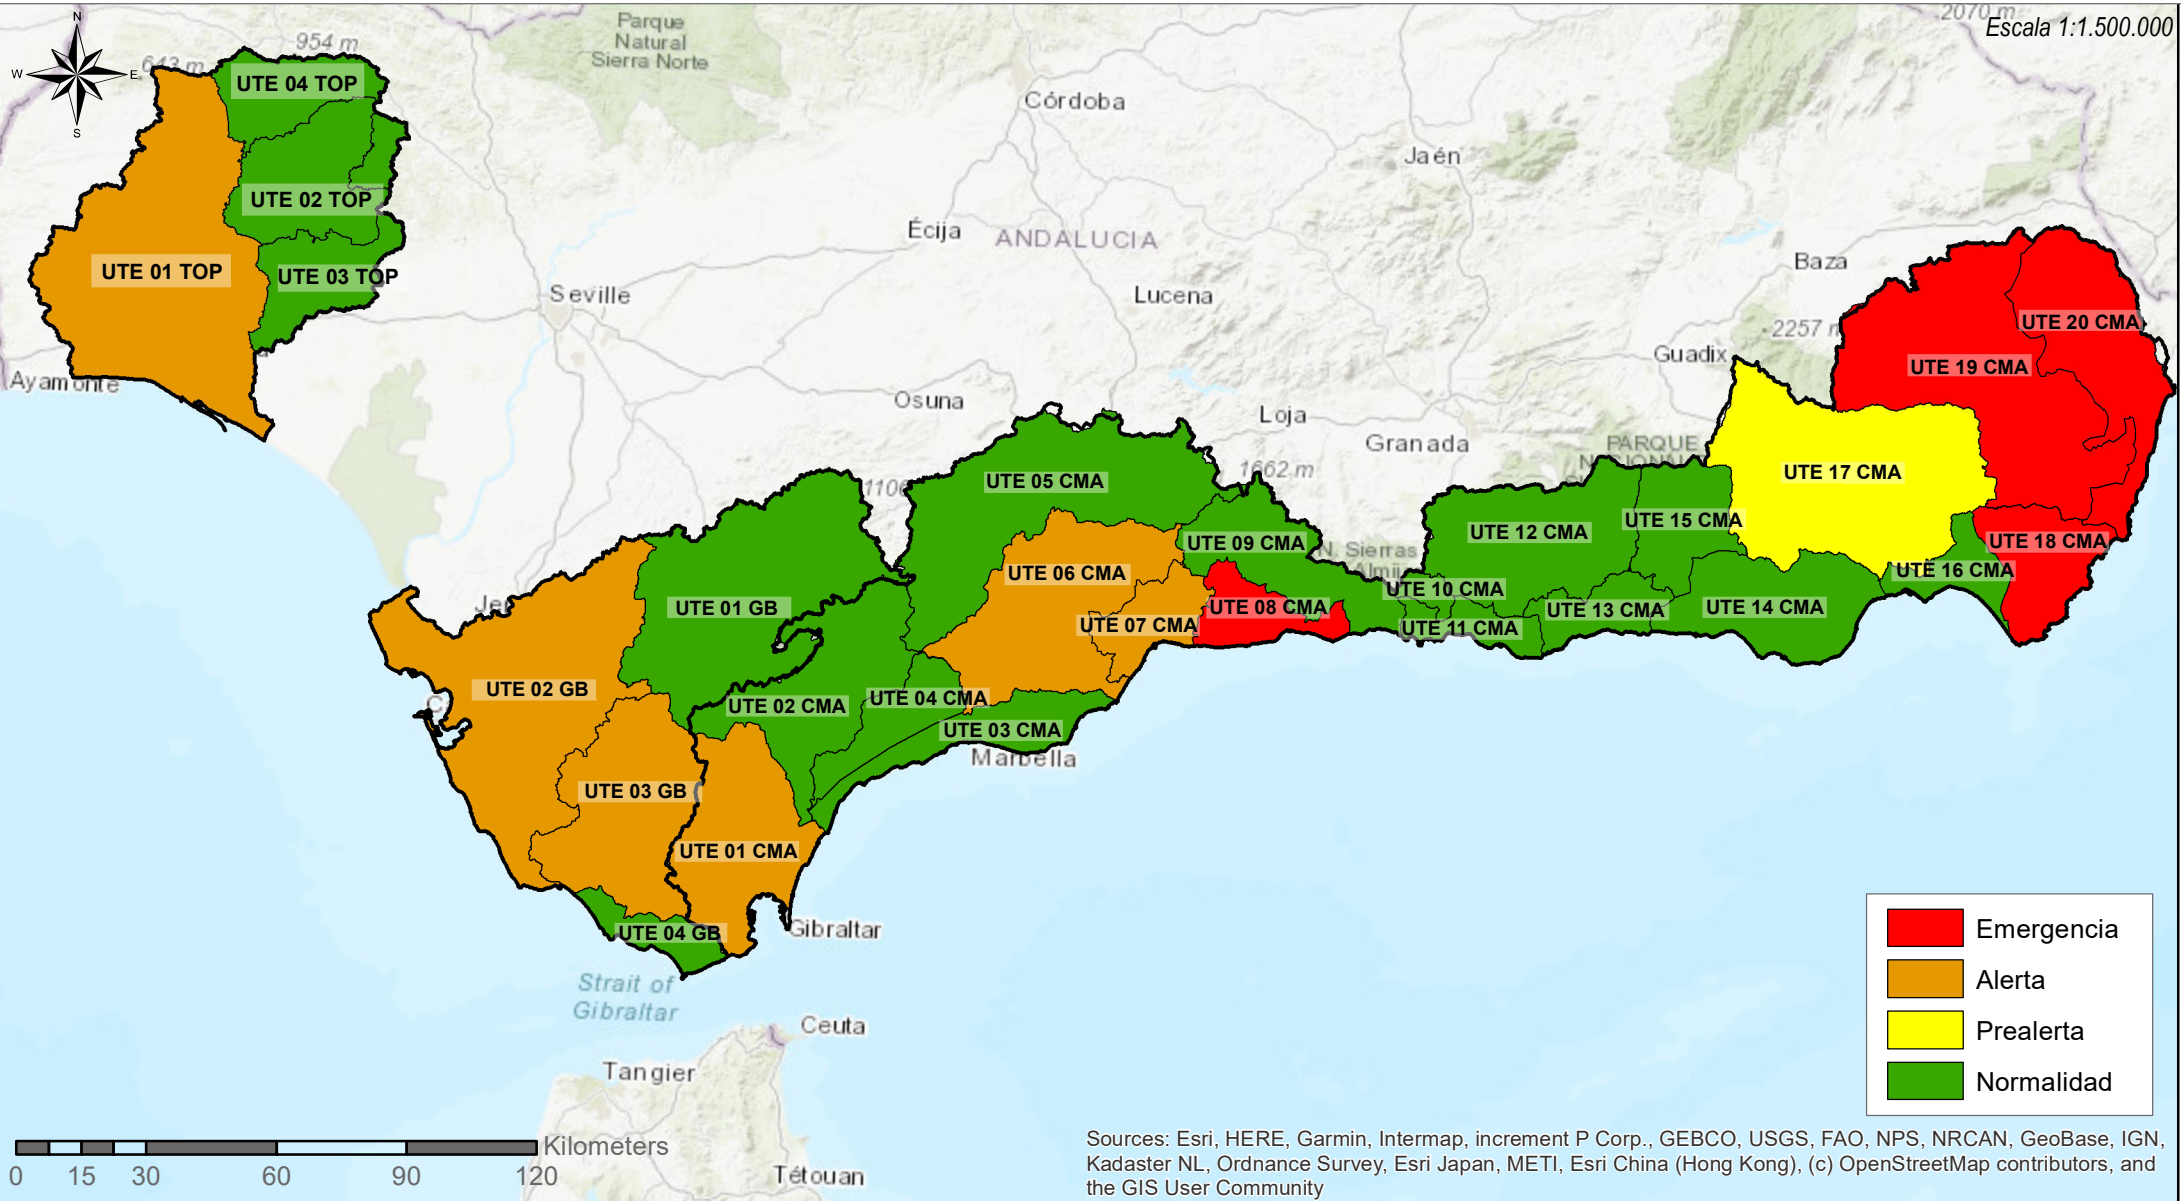 Escala 1:1.500.000
2070 m
N
W
E
S
954 m
643 m
Parque
Natural
Sierra Norte
Córdoba
Jaén
Écija
ANDALUCIA
Seville
Lucena
Baza
2257 m
Guadix
Ayamonte
Osuna
Loja
Granada
1662 m
PARQUE
1106
N. Sierras
Marbella
Gibraltar
Strait of
Gibraltar
Ceuta
Tangier
Tétouan
UTE 04 TOP
UTE 02 TOP
UTE 01 TOP
UTE 03 TOP
UTE 20 CMA
UTE 19 CMA
UTE 17 CMA
UTE 05 CMA
UTE 12 CMA
UTE 15 CMA
UTE 09 CMA
UTE 18 CMA
UTE 06 CMA
UTE 16 CMA
UTE 10 CMA
UTE 01 GB
UTE 08 CMA
UTE 13 CMA
UTE 14 CMA
UTE 07 CMA
UTE 11 CMA
UTE 02 GB
UTE 02 CMA
UTE 04 CMA
UTE 03 CMA
UTE 03 GB
UTE 01 CMA
UTE 04 GB
Emergencia
Alerta
Prealerta
Normalidad
Kilometers
0 15 30 60 90 120
Sources: Esri, HERE, Garmin, Intermap, increment P Corp., GEBCO, USGS, FAO, NPS, NRCAN, GeoBase, IGN,
Kadaster NL, Ordnance Survey, Esri Japan, METI, Esri China (Hong Kong), (c) OpenStreetMap contributors, and
the GIS User Community